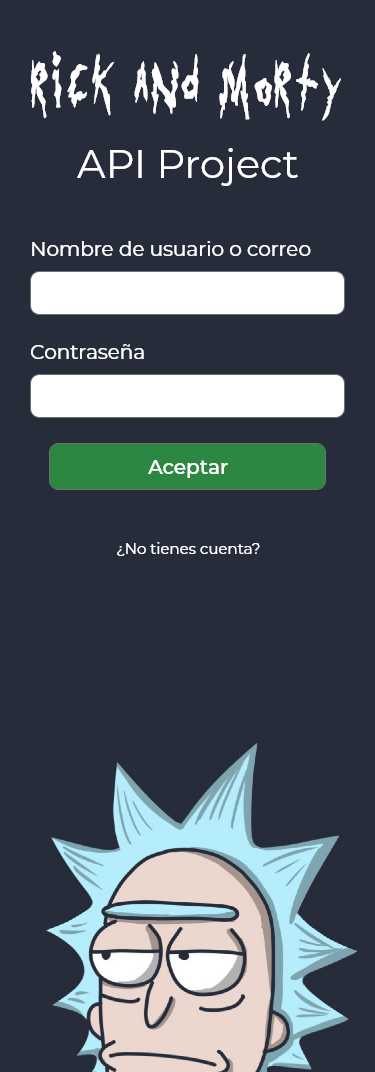 Rick and Morty
API Project
Nombre de usuario o correo
Contraseña
Aceptar
¿No tienes cuenta?